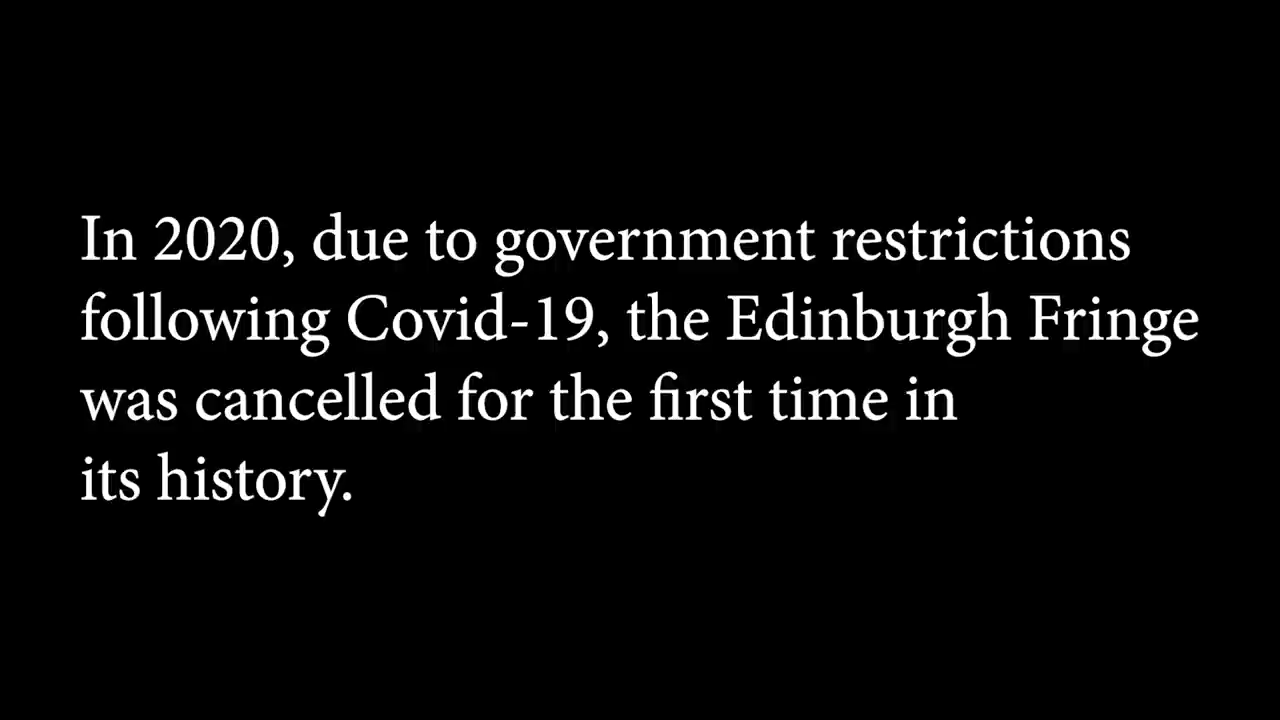 In 2020, due to government restrictions
following Covid-19, the Edinburgh Fringe
was cancelled for the first time in
its history.